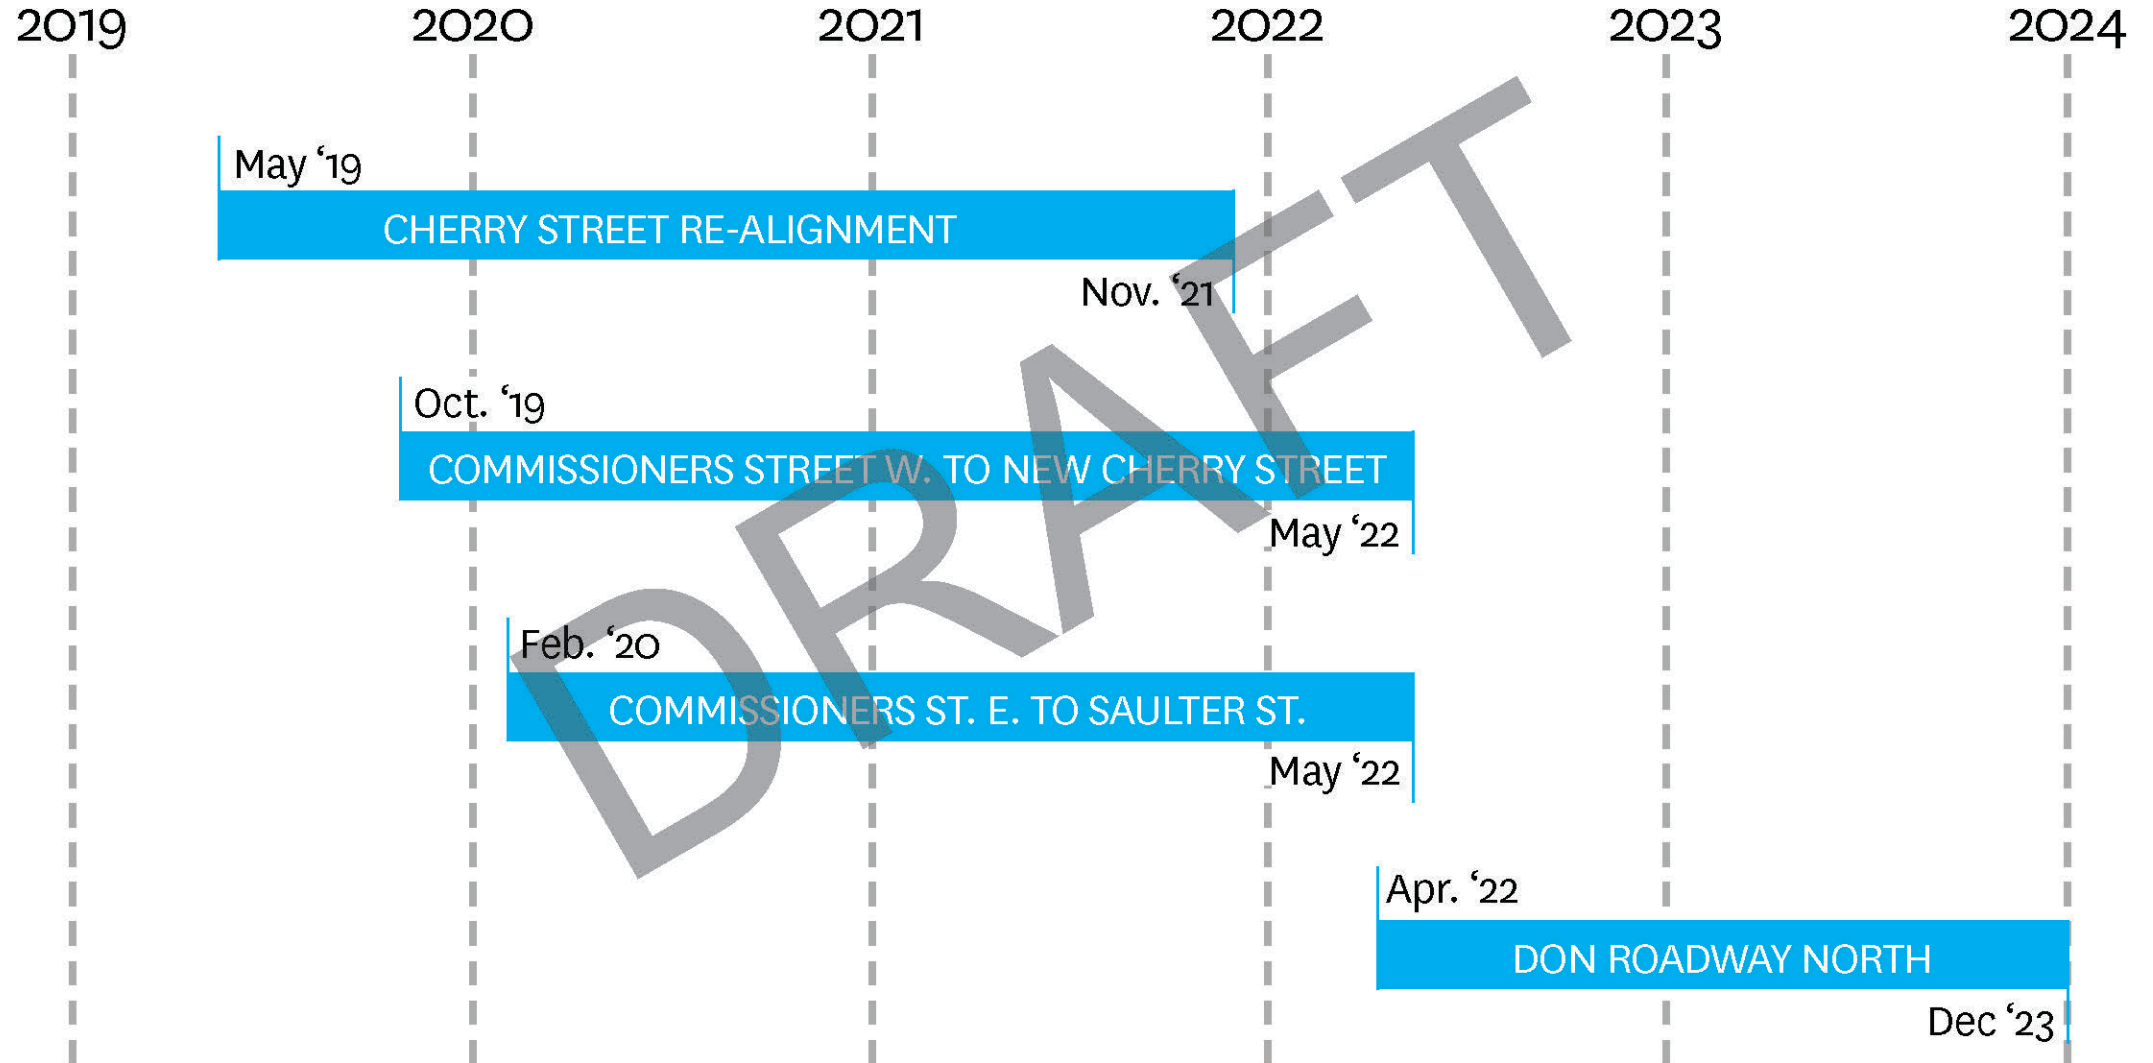 2019 2020 2021 2022 2023 2024
May ‘19
CHERRY STREET RE-ALIGNMENT
Nov. ‘21
Oct. ‘19
COMMISSIONERS STREET W. TO NEW CHERRY STREET
May ‘22
Feb. ‘20
COMMISSIONERS ST. E. TO SAULTER ST.
May ‘22
Apr. ‘22
DON ROADWAY NORTH
Dec ‘23
DRAFT